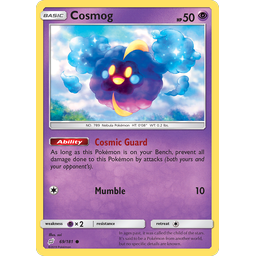 BASIC Cosmog HP50
NO. 789 Nebula Pokémon HT: 0'08" WT: 0.2 lbs.
Ability Cosmic Guard
As long as this Pokémon is on your Bench, prevent all
damage done to this Pokémon by attacks (both yours and
your opponent's).
Mumble 10
weakness ×2 resistance retreat